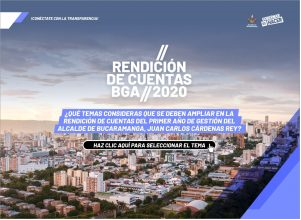 ¡CONÉCTATE CON LA TRANSPARENCIA!
RENDICIÓN
DE CUENTAS
BGA//2020
¿QUÉ TEMAS CONSIDERAS QUE SE DEBEN AMPLIAR EN LA
RENDICIÓN DE CUENTAS DEL PRIMER AÑO DE GESTIÓN DEL
ALCALDE DE BUCARAMANGA, JUAN CARLOS CÁRDENAS REY?
HAZ CLIC AQUÍ PARA SELECCIONAR EL TEMA